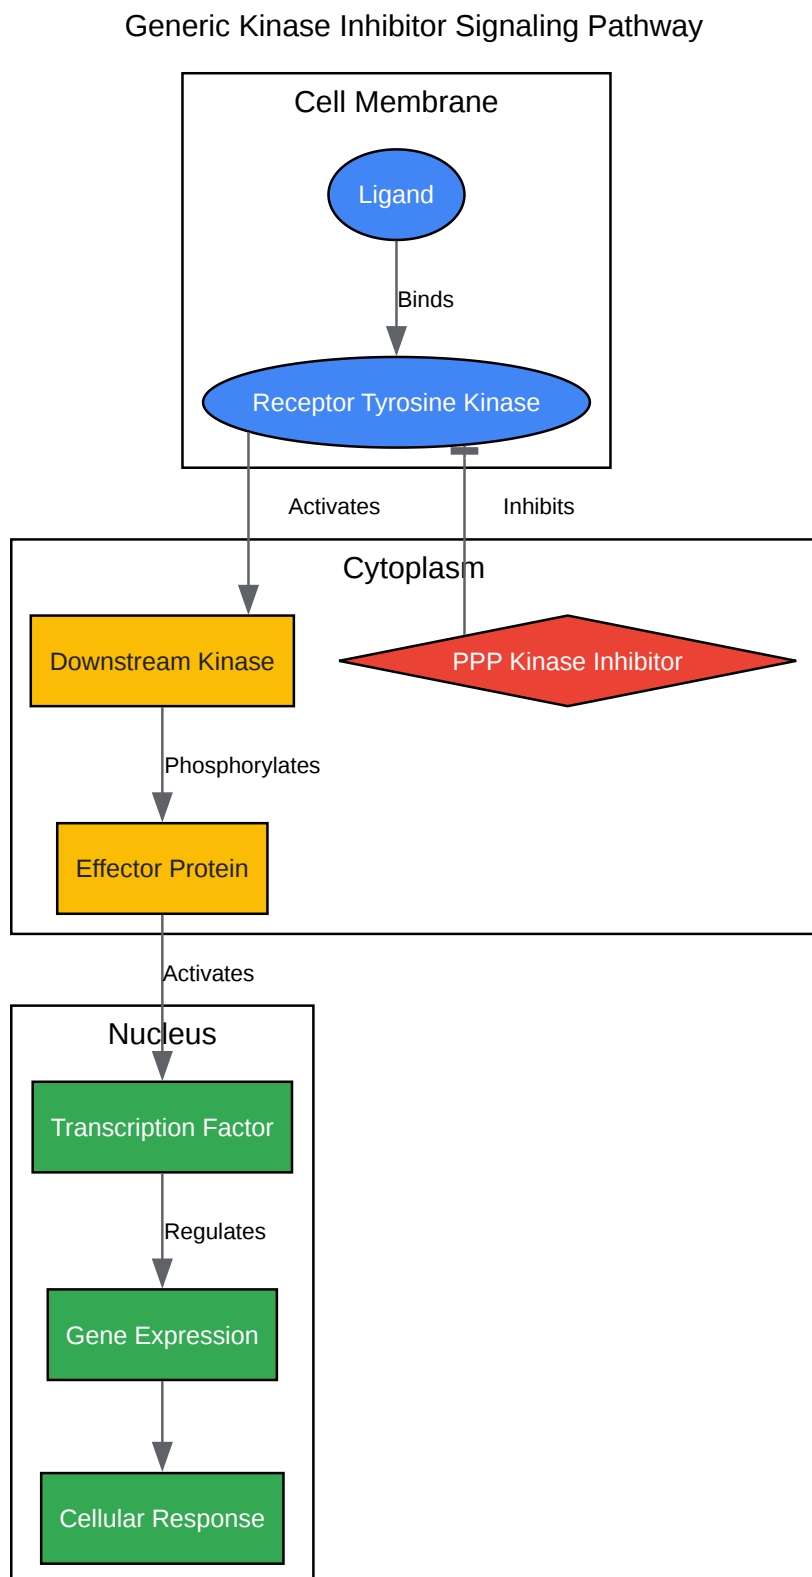 Generic Kinase Inhibitor Signaling Pathway
Cell Membrane
Ligand
Binds
Receptor Tyrosine Kinase
Activates
Inhibits
Cytoplasm
Downstream Kinase
PPP Kinase Inhibitor
Phosphorylates
Effector Protein
Activates
Nucleus
Transcription Factor
Regulates
Gene Expression
Cellular Response